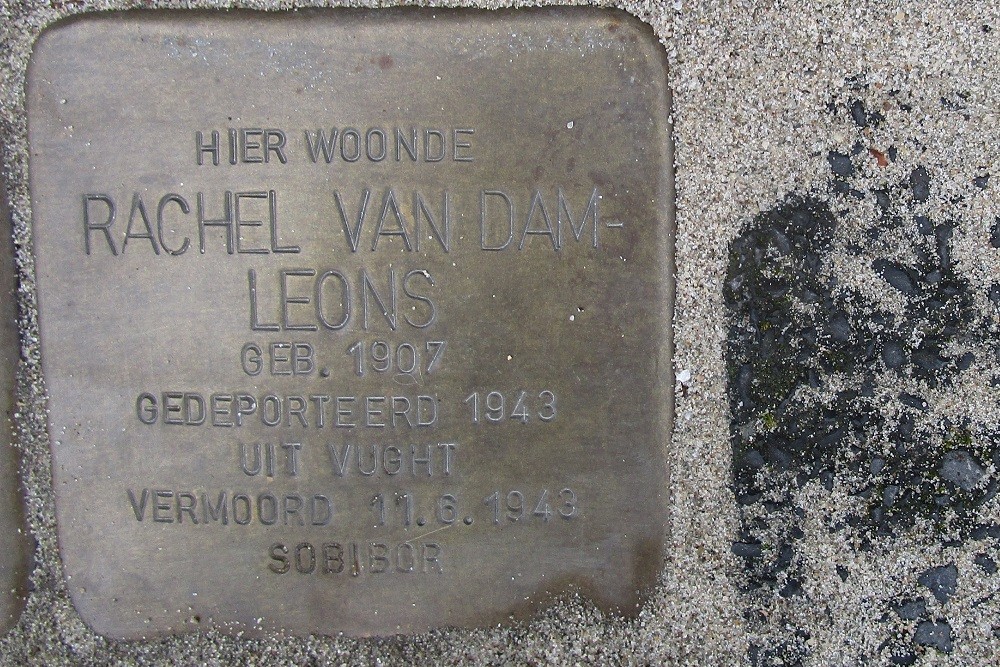 HIER WOONDE
RACHEL VAN DAM-
LEONS
GEB. 1907
GEDEPORTEERD 1943
UIT VUGHT
VERMOORD 11.6.1943
SOBIBOR